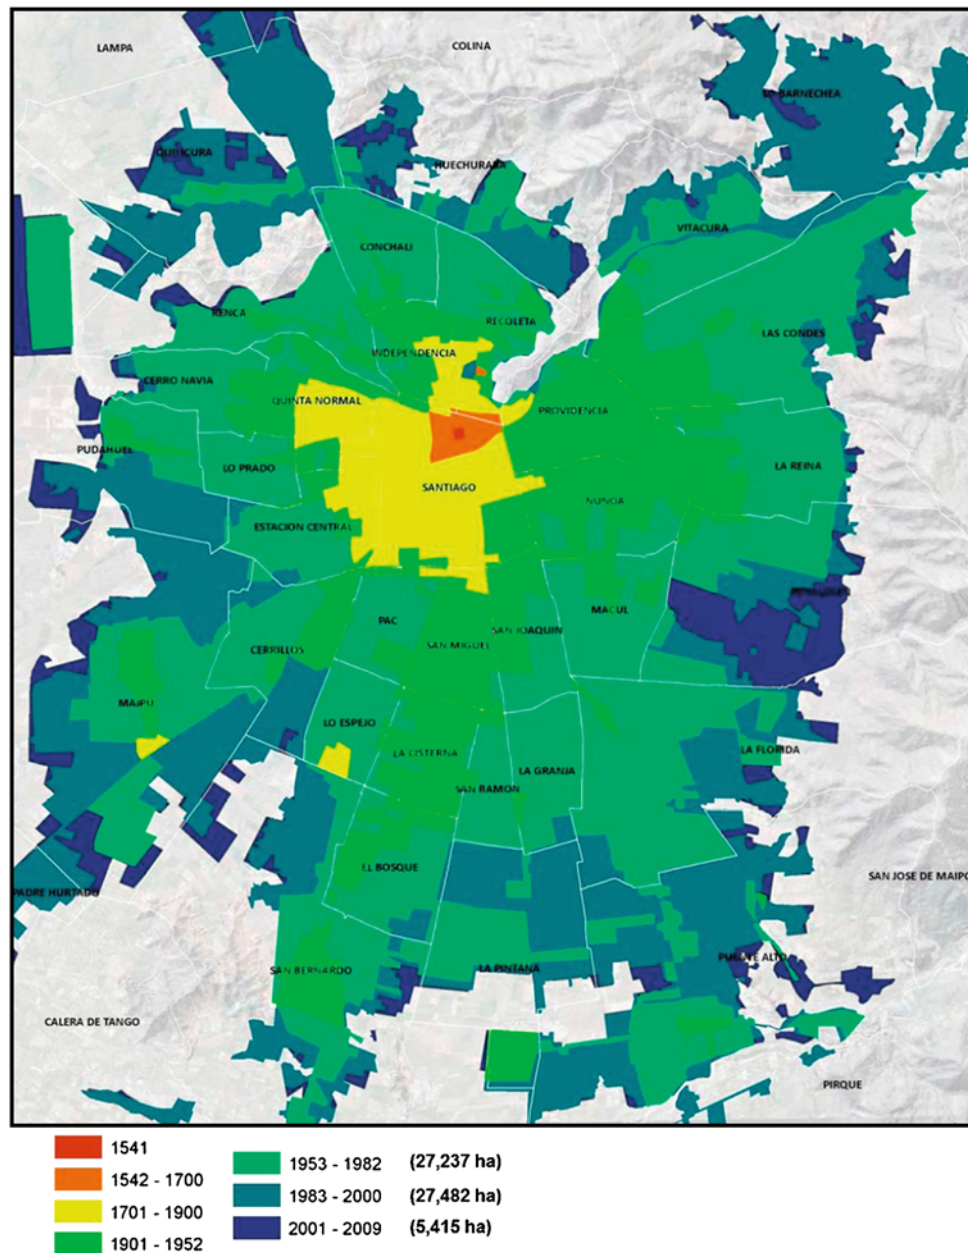 LAMPA
COLINA
LO BARNECHEA
QUILICURA
HUECHURABA
VITACURA
CONCHALI
RENCA
RECOLETA
LAS CONDES
INDEPENDENCIA
CERRO NAVIA
QUINTA NORMAL
PROVIDENCIA
PUDAHUEL
LO PRADO
LA REINA
SANTIAGO
NUNOA
ESTACION CENTRAL
PENALOLEN
MACUL
PAC
SAN JOAQUIN
SAN MIGUEL
CERRILLOS
MAIPU
LO ESPEJO
LA CISTERNA
LA FLORIDA
LA GRANJA
SAN RAMON
EL BOSQUE
SAN JOSE DE MAIPO
PADRE HURTADO
PUENTE ALTO
LA PINTANA
SAN BERNARDO
CALERA DE TANGO
PIRQUE
1541
1542 - 1700
1701 - 1900
1901 - 1952
1953 - 1982 (27,237 ha)
1983 - 2000 (27,482 ha)
2001 - 2009 (5,415 ha)